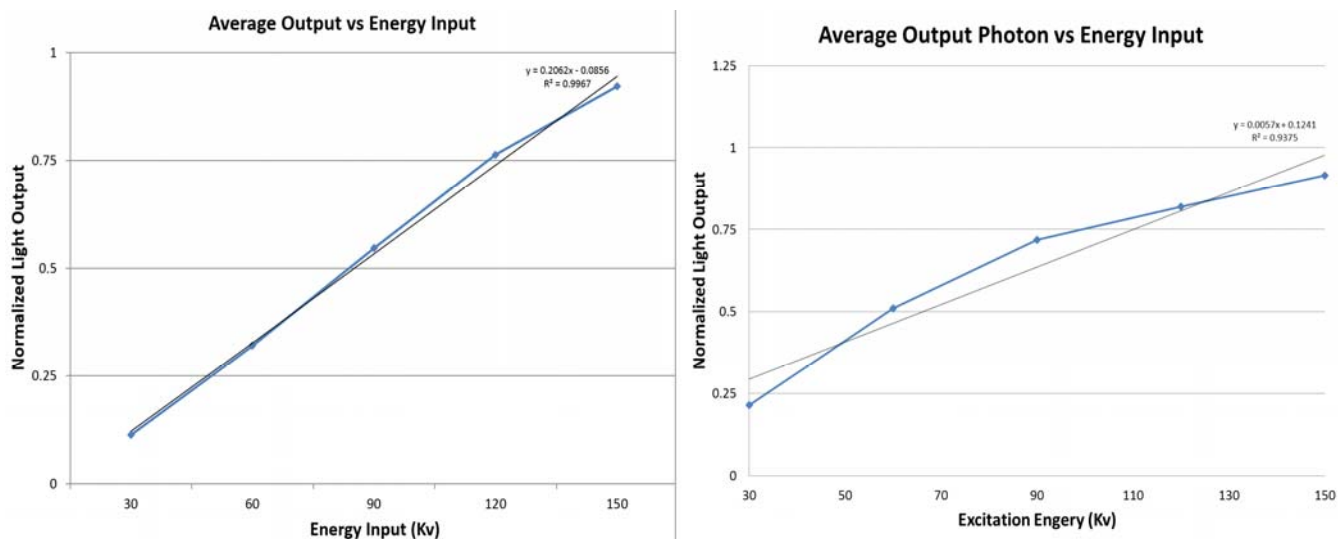 Average Output vs Energy Input
1
0.75
0.5
0.25
0
Normalized Light Output
y = 0.2062x - 0.0856
R² = 0.9967
30 60 90 120 150
Energy Input (Kv)
Average Output Photon vs Energy Input
1.25
1
0.75
0.5
0.25
0
Normalized Light Output
y = 0.0057x + 0.1241
R² = 0.9375
30 50 70 90 110 130 150
Excitation Engery (Kv)